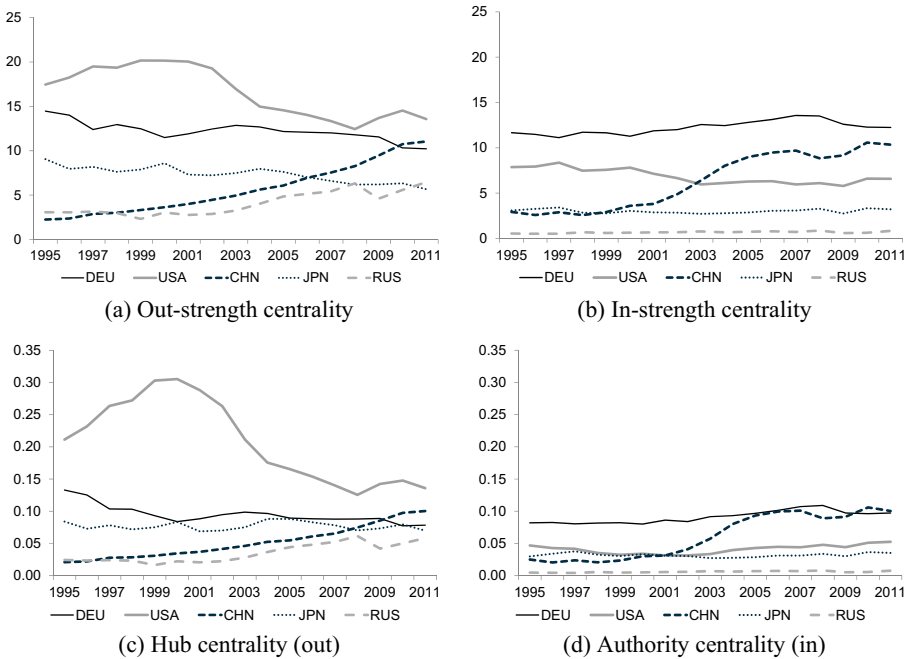 25
20
15
10
5
0
1995 1997 1999 2001 2003 2005 2007 2009 2011
DEU USA CHN JPN RUS
(a) Out-strength centrality
25
20
15
10
5
0
1995 1997 1999 2001 2003 2005 2007 2009 2011
DEU USA CHN JPN RUS
(b) In-strength centrality
0.35
0.30
0.25
0.20
0.15
0.10
0.05
0.00
1995 1997 1999 2001 2003 2005 2007 2009 2011
DEU USA CHN JPN RUS
(c) Hub centrality (out)
0.35
0.30
0.25
0.20
0.15
0.10
0.05
0.00
1995 1997 1999 2001 2003 2005 2007 2009 2011
DEU USA CHN JPN RUS
(d) Authority centrality (in)